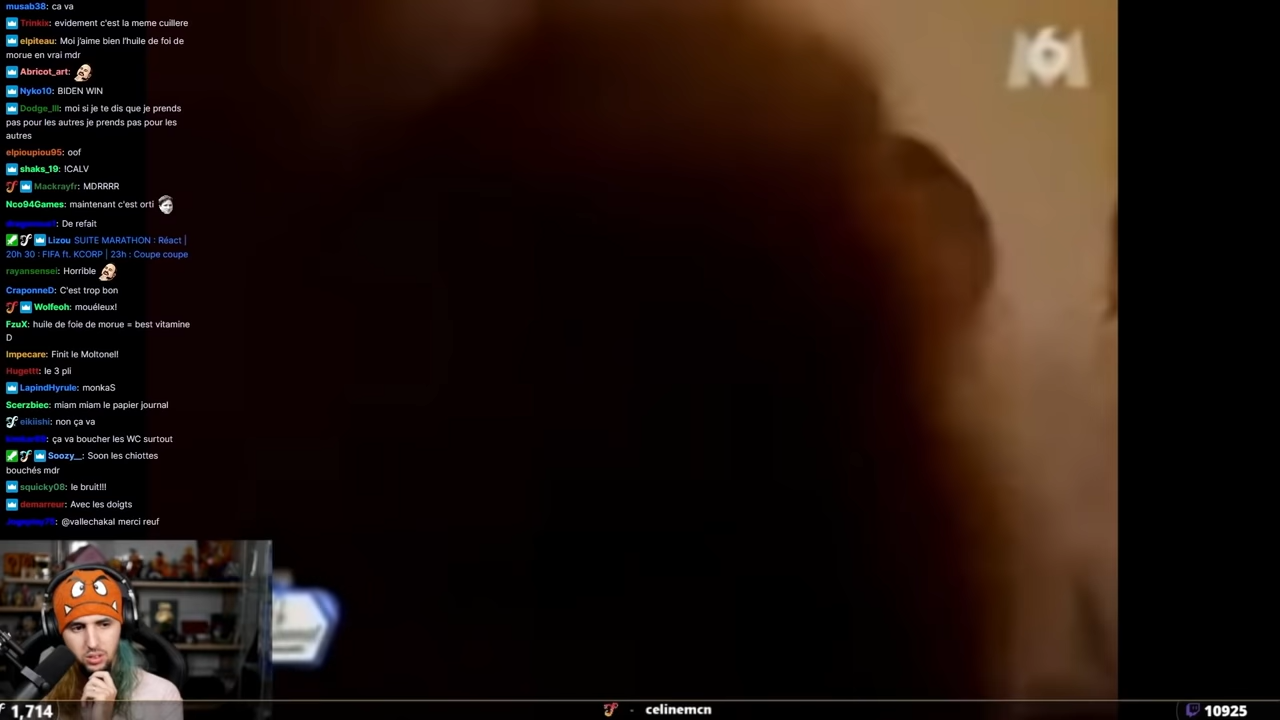 musab38: ca va
Trinkix: evidement c'est la meme cuillere
elpiteau: Moi j'aime bien l'huile de foi de
morue en vrai mdr
Abricot_art:
Nyko10: BIDEN WIN
Dodge_lll: moi si je te dis que je prends
pas pour les autres je prends pas pour les
autres
elpioupiou95: oof
shaks_19: !CALV
Mackrayfr: MDRRRR
Nco94Games: maintenant c'est orti
: De refait
Lizou SUITE MARATHON : Réact |
20h 30 : FIFA ft. KCORP | 23h : Coupe coupe
rayansensei: Horrible
CraponneD: C'est trop bon
Wolfeoh: mouéleux!
FzuX: huile de foie de morue = best vitamine
D
Impecare: Finit le Moltonel!
Hugettt: le 3 pli
LapindHyrule: monkaS
Scerzbiec: miam miam le papier journal
eikiishi: non ça va
: ça va boucher les WC surtout
Soozy__: Soon les chiottes
bouchés mdr
squicky08: le bruit!!!
demarreur: Avec les doigts
: @vallechakal merci reuf
M6
1,714
- celinemcn
10925